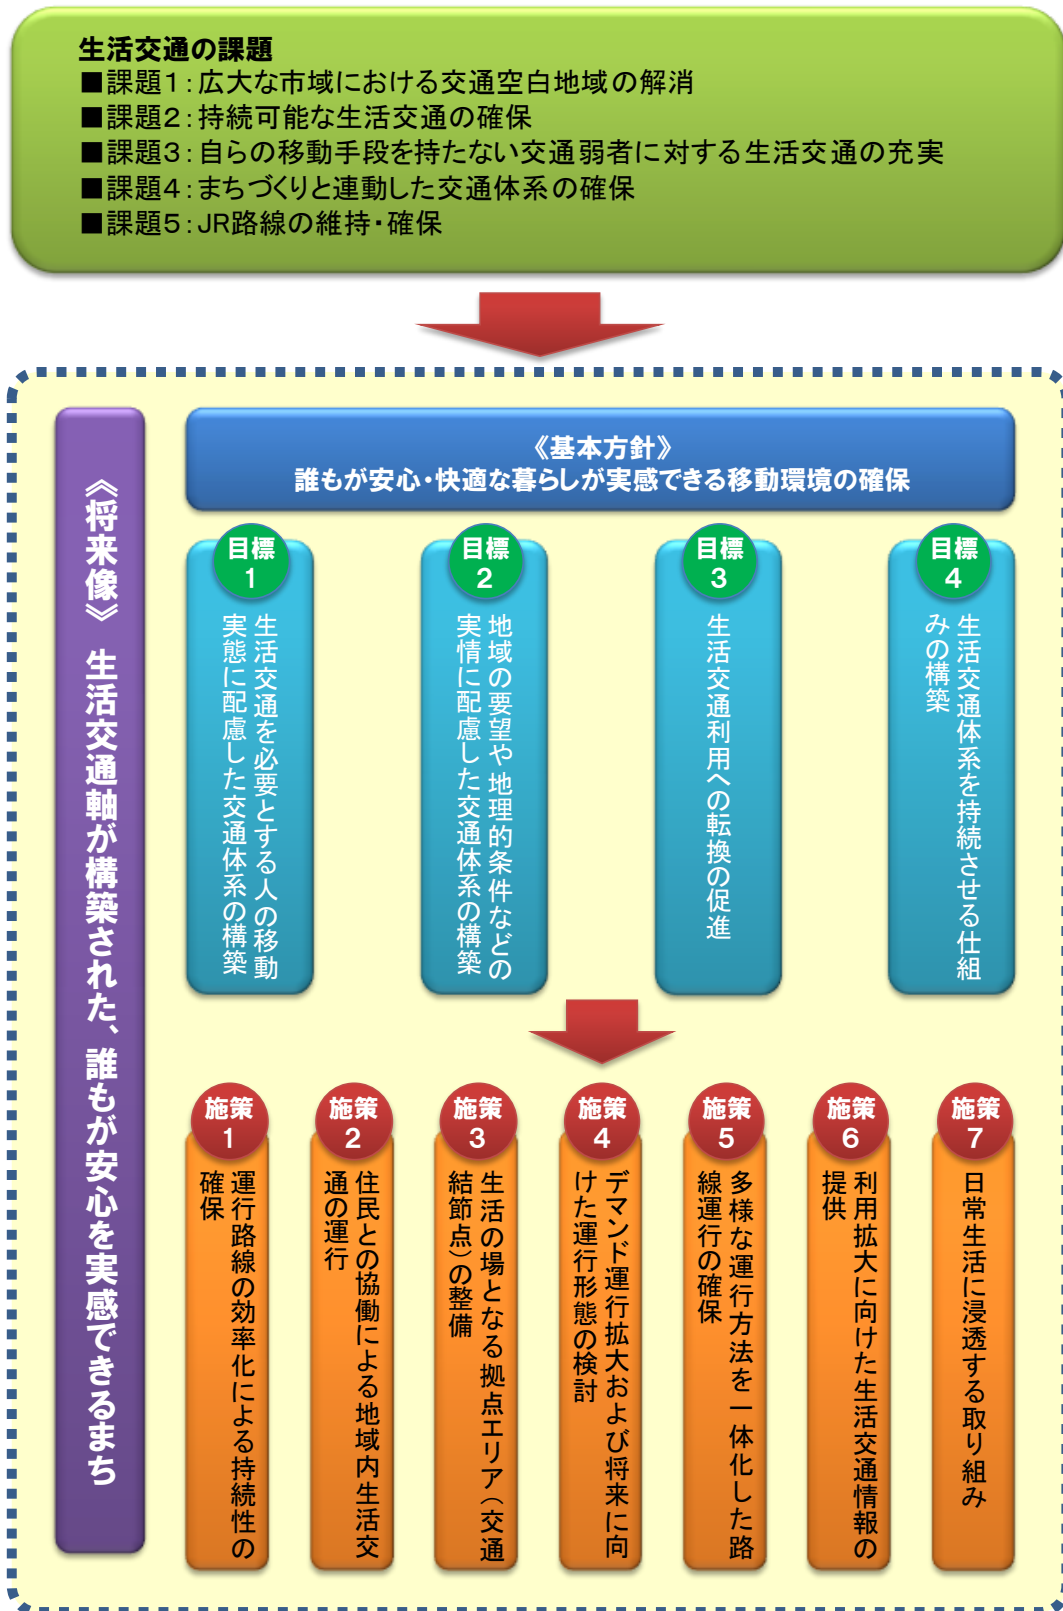 生活交通の課題
■課題1：広大な市域における交通空白地域の解消
■課題2：持続可能な生活交通の確保
■課題3：自らの移動手段を持たない交通弱者に対する生活交通の充実
■課題4：まちづくりと連動した交通体系の確保
■課題5：JR路線の維持・確保
《将来像》 生活交通軸が構築された、誰もが安心を実感できるまち
《基本方針》
誰もが安心・快適な暮らしが実感できる移動環境の確保
目標
1
生活交通を必要とする人の移動
実態に配慮した交通体系の構築
目標
2
地域の要望や地理的条件などの
実情に配慮した交通体系の構築
目標
3
生活交通利用への転換の促進
目標
4
生活交通体系を持続させる仕組
みの構築
施策
1
運行路線の効率化による持続性の
確保
施策
2
住民との協働による地域内生活交
通の運行
施策
3
生活の場となる拠点エリア（交通
結節点）の整備
施策
4
デマンド運行拡大および将来に向
けた運行形態の検討
施策
5
多様な運行方法を一体化した路
線運行の確保
施策
6
利用拡大に向けた生活交通情報の
提供
施策
7
日常生活に浸透する取り組み